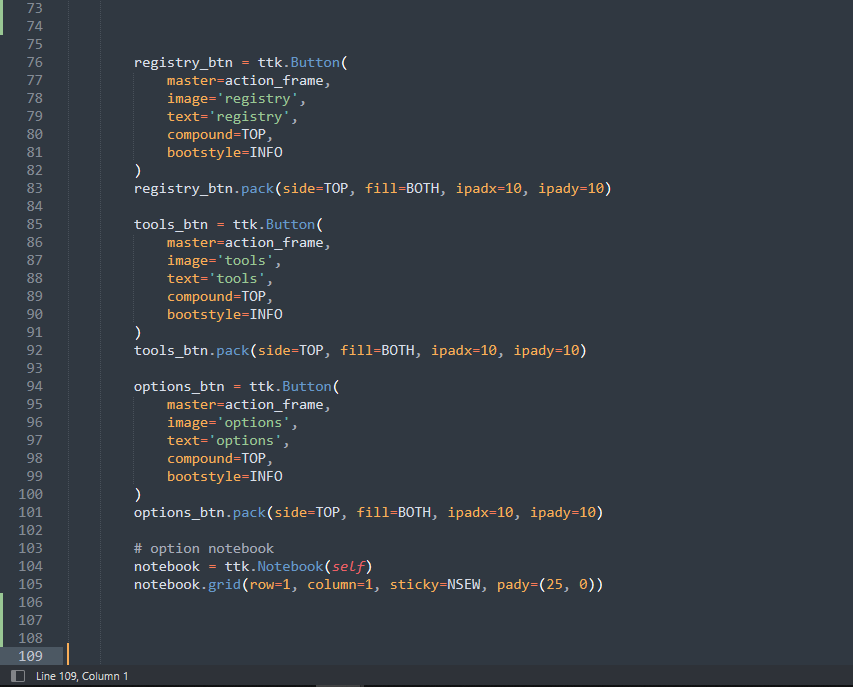 73
74
75
76 registry_btn = ttk.Button(
77 master=action_frame,
78 image='registry',
79 text='registry',
80 compound=TOP,
81 bootstyle=INFO
82 )
83 registry_btn.pack(side=TOP, fill=BOTH, ipadx=10, ipady=10)
84
85 tools_btn = ttk.Button(
86 master=action_frame,
87 image='tools',
88 text='tools',
89 compound=TOP,
90 bootstyle=INFO
91 )
92 tools_btn.pack(side=TOP, fill=BOTH, ipadx=10, ipady=10)
93
94 options_btn = ttk.Button(
95 master=action_frame,
96 image='options',
97 text='options',
98 compound=TOP,
99 bootstyle=INFO
100 )
101 options_btn.pack(side=TOP, fill=BOTH, ipadx=10, ipady=10)
102
103 # option notebook
104 notebook = ttk.Notebook(self)
105 notebook.grid(row=1, column=1, sticky=NSEW, pady=(25, 0))
106
107
108
109
Line 109, Column 1